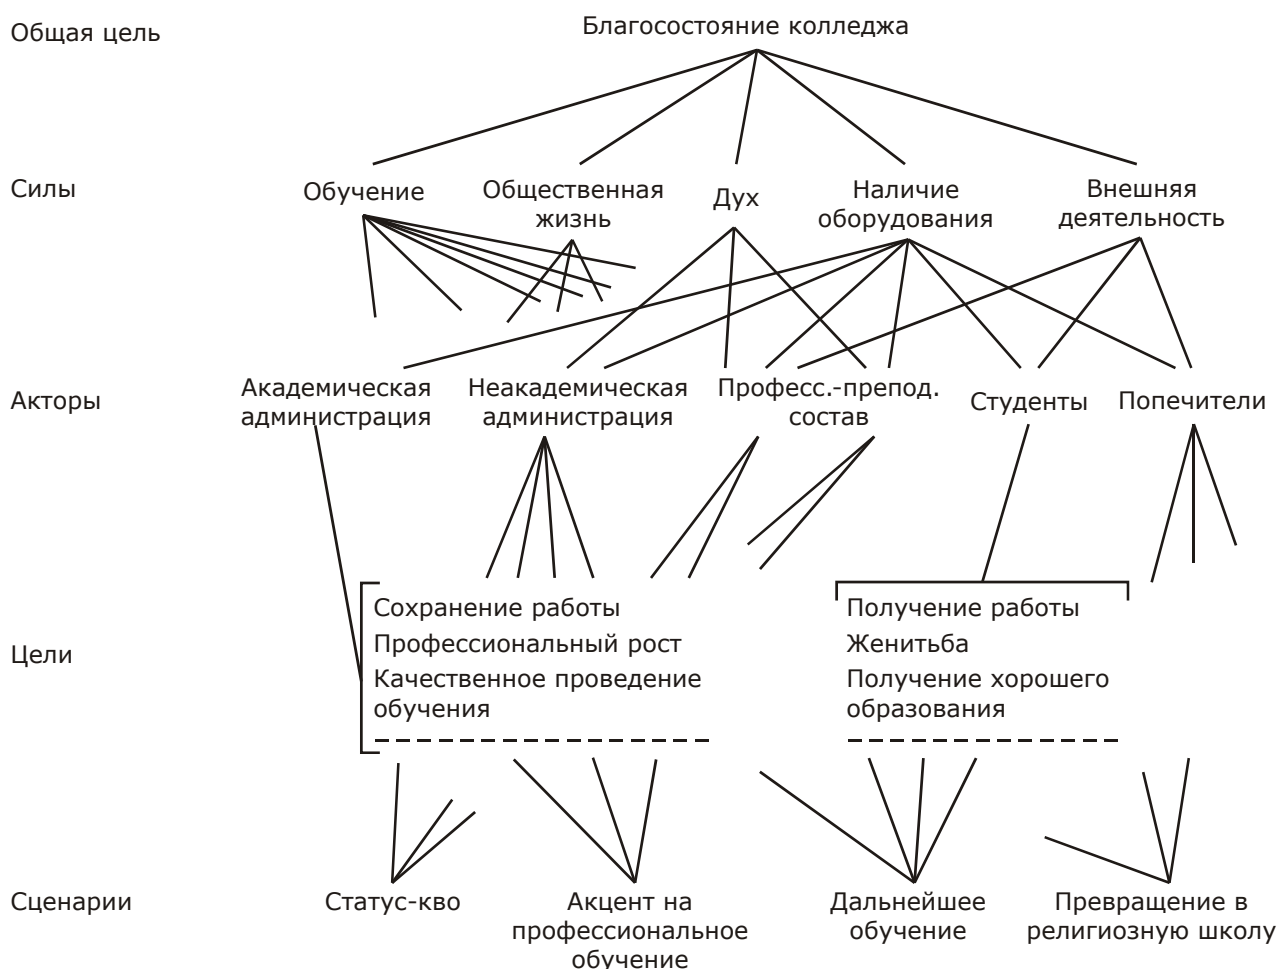 Общая цель
Благосостояние колледжа
Силы
Обучение
Общественная
жизнь
Дух
Наличие
оборудования
Внешняя
деятельность
Акторы
Академическая
администрация
Неакадемическая
администрация
Професс.-препод.
состав
Студенты
Попечители
Цели
Сохранение работы
Профессиональный рост
Качественное проведение
обучения
Получение работы
Женитьба
Получение хорошего
образования
Сценарии
Статус-кво
Акцент на
профессиональное
обучение
Дальнейшее
обучение
Превращение в
религиозную школу